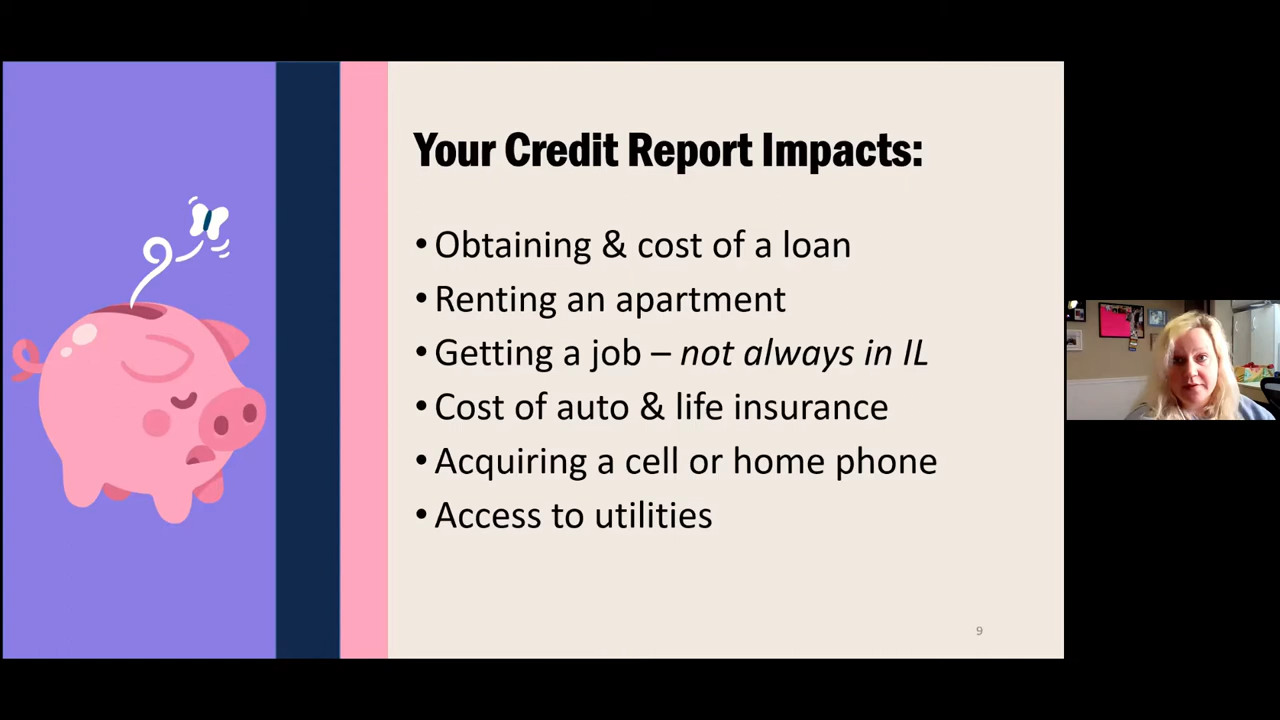 Your Credit Report Impacts:
• Obtaining & cost of a loan
• Renting an apartment
• Getting a job – not always in IL
• Cost of auto & life insurance
• Acquiring a cell or home phone
• Access to utilities
9